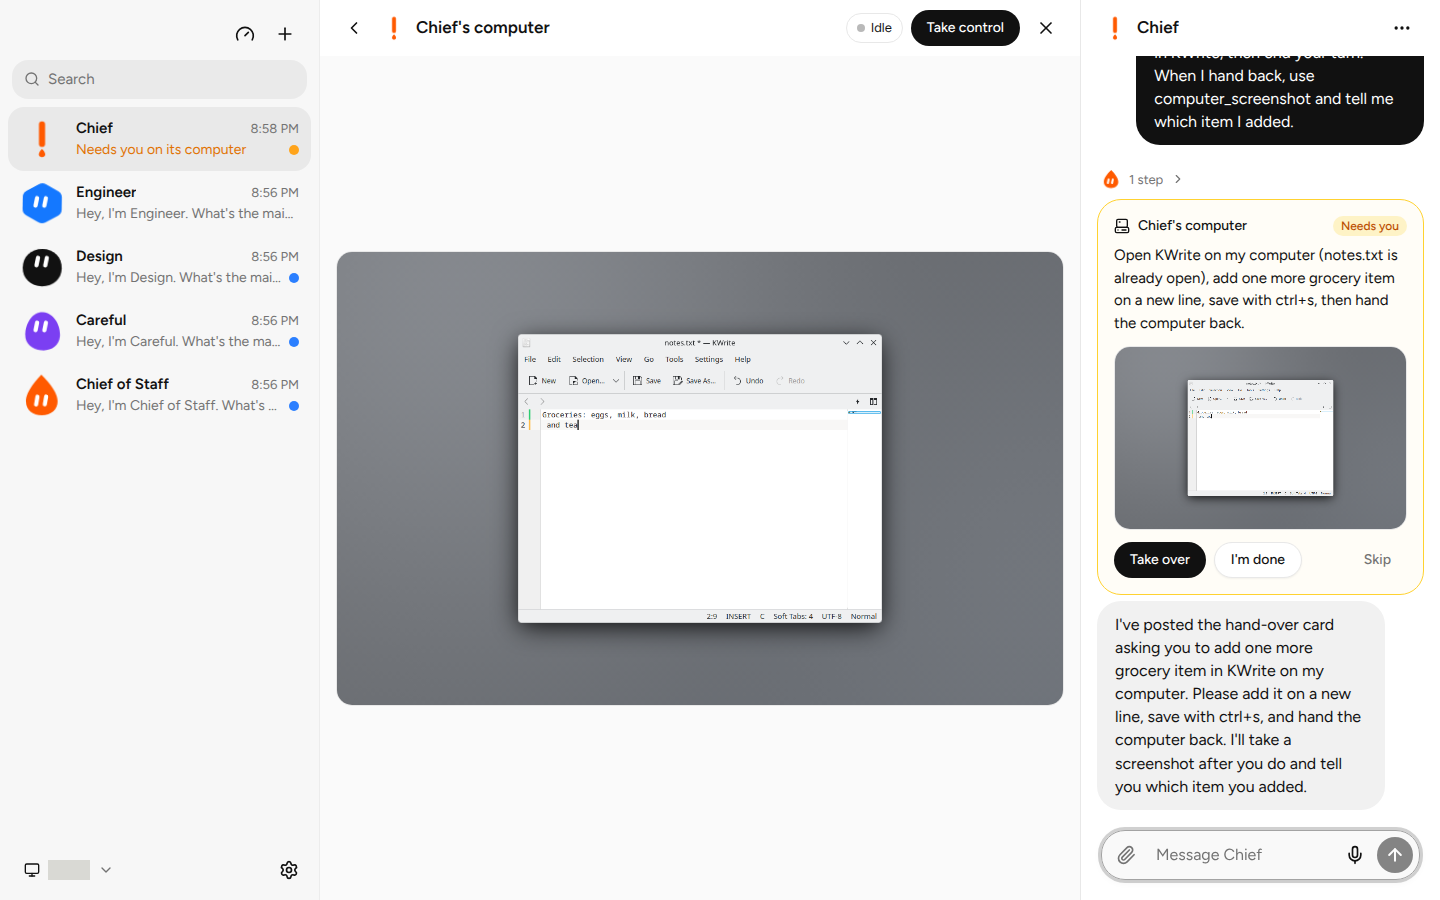 Search
Chief
8:58 PM
Needs you on its computer
Engineer
8:56 PM
Hey, I'm Engineer. What's the mai...
Design
8:56 PM
Hey, I'm Design. What's the mai...
Careful
8:56 PM
Hey, I'm Careful. What's the ma...
Chief of Staff
8:56 PM
Hey, I'm Chief of Staff. What's ...
Chief's computer
Idle
Take control
notes.txt * — KWrite
File Edit Selection View Go Tools Settings Help
New Open... Save Save As... Undo Redo
1 Groceries: eggs, milk, bread
2 and tea
2:9 INSERT C Soft Tabs: 4 UTF-8 Normal
Chief
in KWrite, then end your turn.
When I hand back, use
computer_screenshot and tell me
which item I added.
1 step
Chief's computer
Needs you
Open KWrite on my computer (notes.txt is
already open), add one more grocery item
on a new line, save with ctrl+s, then hand
the computer back.
Take over
I'm done
Skip
I've posted the hand-over card
asking you to add one more
grocery item in KWrite on my
computer. Please add it on a new
line, save with ctrl+s, and hand the
computer back. I'll take a
screenshot after you do and tell
you which item you added.
Message Chief